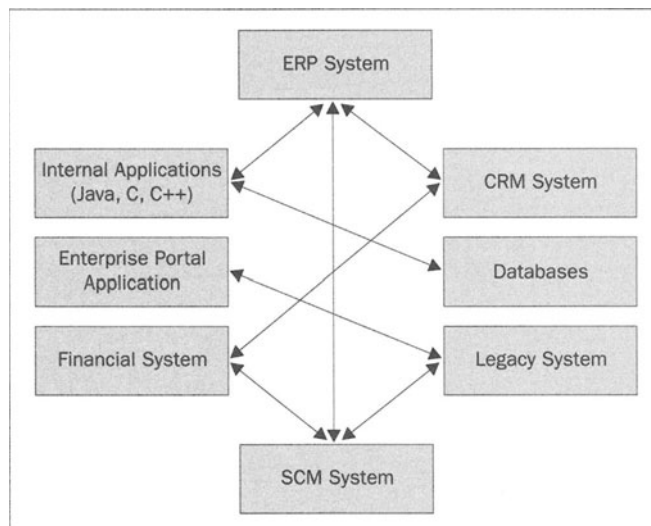 ERP System
Internal Applications
(Java, C, C++)
CRM System
Enterprise Portal
Application
Databases
Financial System
Legacy System
SCM System